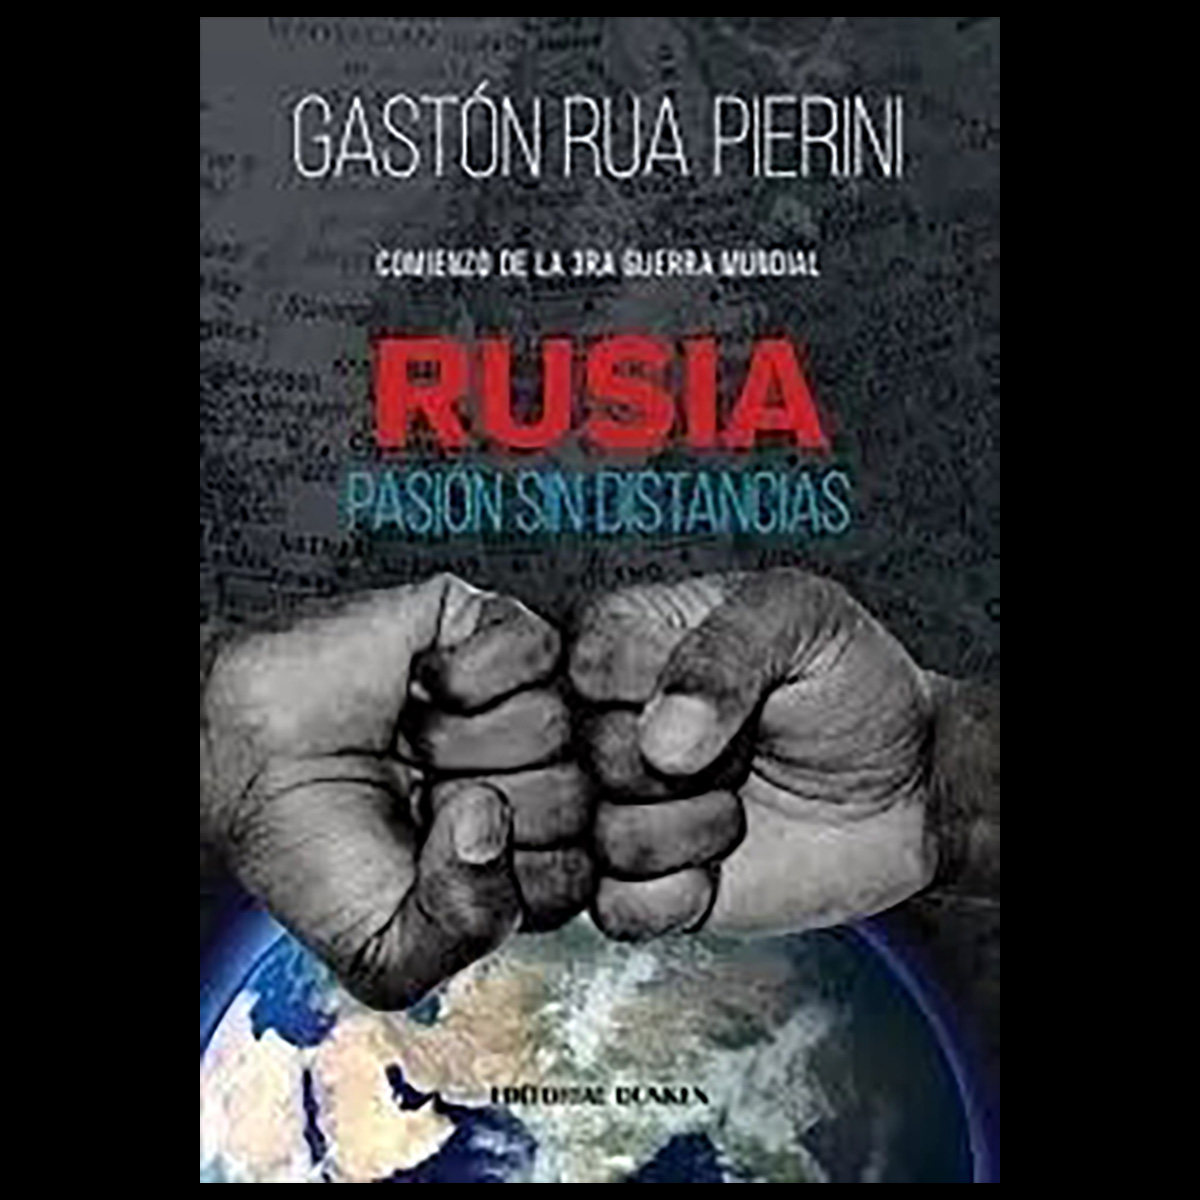 GASTÓN RUA PIERINI
COMIENZO DE LA 3RA GUERRA MUNDIAL
RUSIA
PASIÓN SIN DISTANCIAS
EDITORIAL DUNKEN